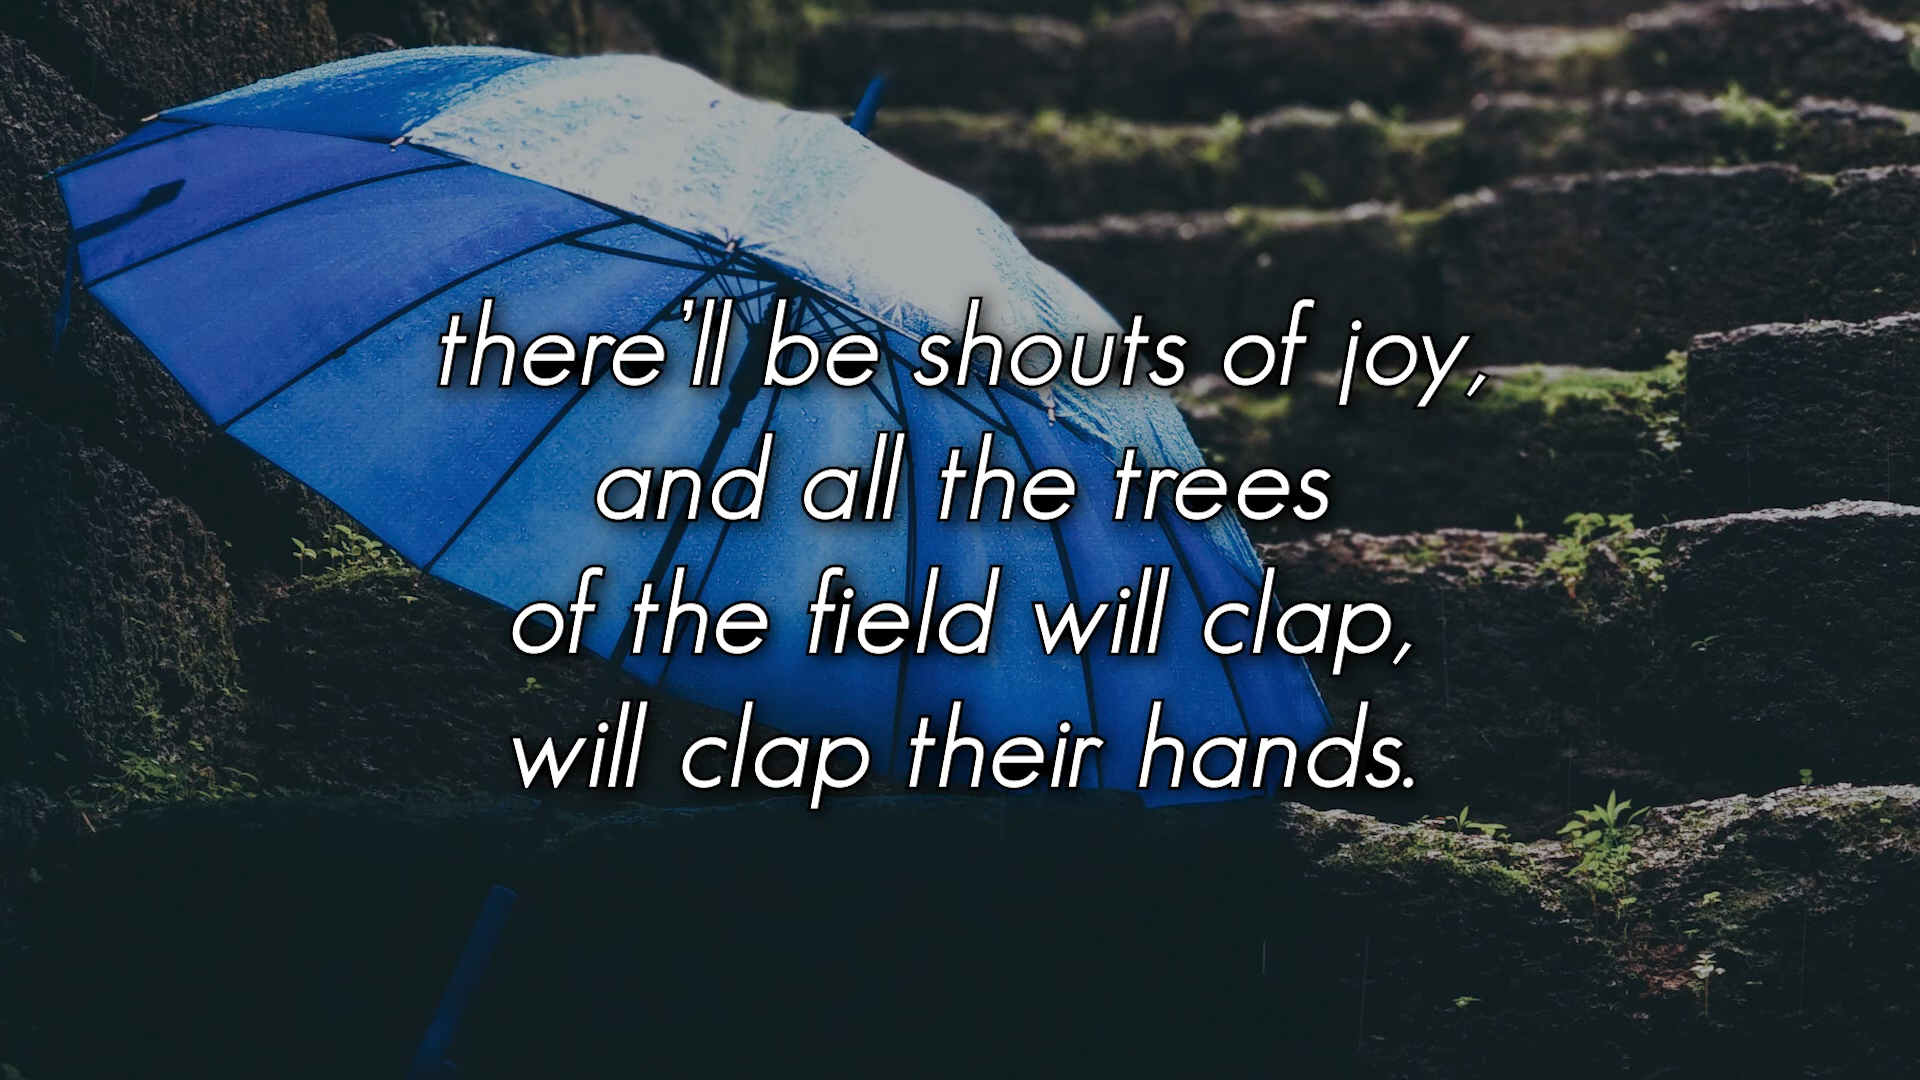 there'll be shouts of joy,
and all the trees
of the field will clap,
will clap their hands.